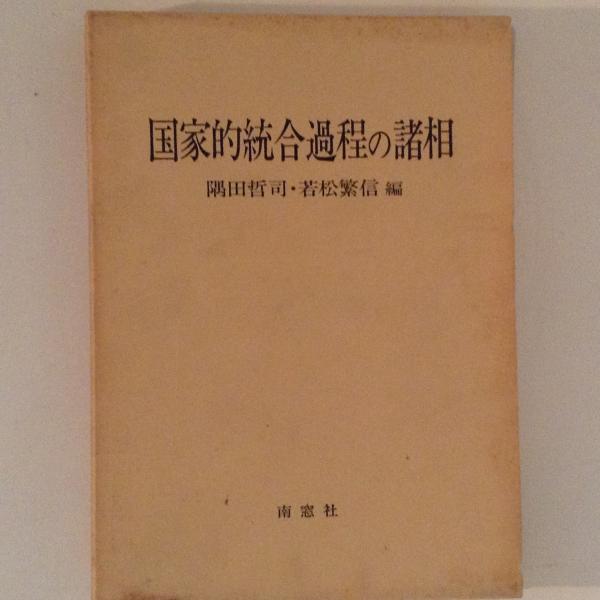 国家的統合過程の諸相
隅田哲司・若松繁信 編
南窓社